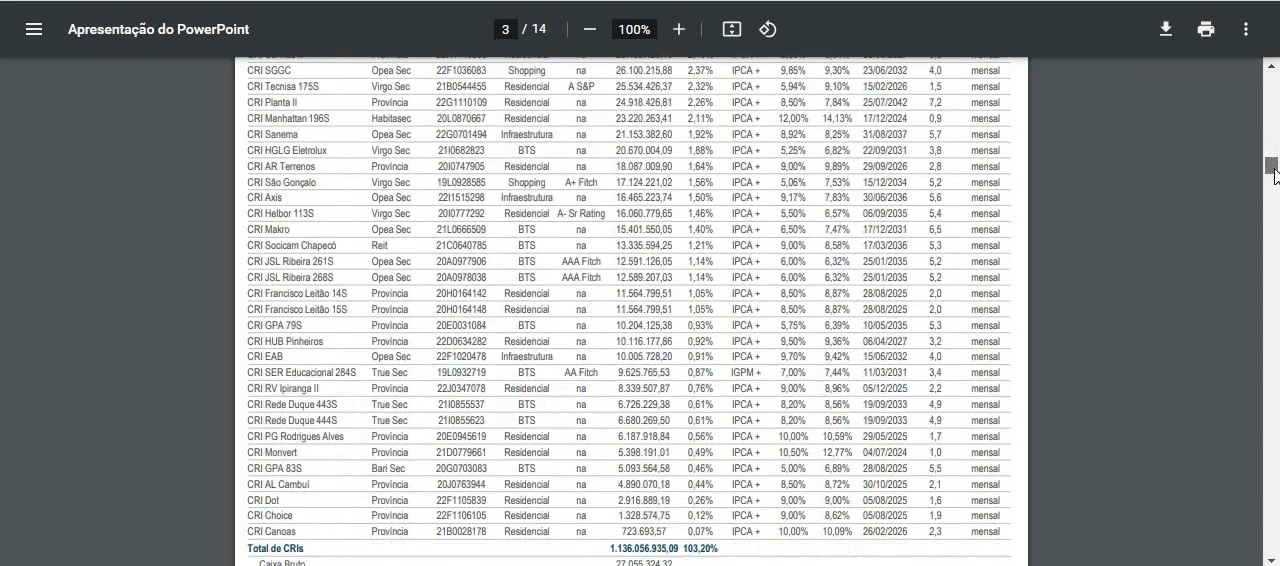 Apresentação do PowerPoint
3 / 14
100%
CRI SGGC Opea Sec 22F1036083 Shopping na 26.100.215,88 2,37% IPCA + 9,85% 9,30% 23/06/2032 4,0 mensal
CRI Tecnisa 175S Virgo Sec 21B0544455 Residencial A S&P 25.534.426,37 2,32% IPCA + 5,94% 9,10% 15/02/2026 1,5 mensal
CRI Planta II Província 22G1110109 Residencial na 24.918.426,81 2,26% IPCA + 8,50% 7,84% 25/07/2042 7,2 mensal
CRI Manhattan 196S Habitasec 20L0870667 Residencial na 23.220.263,41 2,11% IPCA + 12,00% 14,13% 17/12/2024 0,9 mensal
CRI Sanema Opea Sec 22G0701494 Infraestrutura na 21.153.382,60 1,92% IPCA + 8,92% 8,25% 31/08/2037 5,7 mensal
CRI HGLG Eletrolux Virgo Sec 21I0682823 BTS na 20.670.004,09 1,88% IPCA + 5,25% 6,82% 22/09/2031 3,8 mensal
CRI AR Terrenos Província 20I0747905 Residencial na 18.087.009,90 1,64% IPCA + 9,00% 9,89% 29/09/2026 2,8 mensal
CRI São Gonçalo Virgo Sec 19L0928585 Shopping A+ Fitch 17.124.221,02 1,56% IPCA + 5,06% 7,53% 15/12/2034 5,2 mensal
CRI Axis Opea Sec 22I1515298 Infraestrutura na 16.465.223,74 1,50% IPCA + 9,17% 7,83% 30/06/2036 5,6 mensal
CRI Helbor 113S Virgo Sec 20I0777292 Residencial A- Sr Rating 16.060.779,65 1,46% IPCA + 5,50% 6,57% 06/09/2035 5,4 mensal
CRI Makro Opea Sec 21L0666509 BTS na 15.401.550,05 1,40% IPCA + 6,50% 7,47% 17/12/2031 6,5 mensal
CRI Socicam Chapecó Reit 21C0640785 BTS na 13.335.594,25 1,21% IPCA + 9,00% 8,58% 17/03/2036 5,3 mensal
CRI JSL Ribeira 261S Opea Sec 20A0977906 BTS AAA Fitch 12.591.126,05 1,14% IPCA + 6,00% 6,32% 25/01/2035 5,2 mensal
CRI JSL Ribeira 268S Opea Sec 20A0978038 BTS AAA Fitch 12.589.207,03 1,14% IPCA + 6,00% 6,32% 25/01/2035 5,2 mensal
CRI Francisco Leitão 14S Província 20H0164142 Residencial na 11.564.799,51 1,05% IPCA + 8,50% 8,87% 28/08/2025 2,0 mensal
CRI Francisco Leitão 15S Província 20H0164148 Residencial na 11.564.799,51 1,05% IPCA + 8,50% 8,87% 28/08/2025 2,0 mensal
CRI GPA 79S Província 20E0031084 BTS na 10.204.125,38 0,93% IPCA + 5,75% 6,39% 10/05/2035 5,3 mensal
CRI HUB Pinheiros Província 22D0634282 Residencial na 10.116.177,86 0,92% IPCA + 9,50% 9,36% 06/04/2027 3,2 mensal
CRI EAB Opea Sec 22F1020478 Infraestrutura na 10.005.728,20 0,91% IPCA + 9,70% 9,42% 15/06/2032 4,0 mensal
CRI SER Educacional 284S True Sec 19L0932719 BTS AA Fitch 9.625.765,53 0,87% IGPM + 7,00% 7,44% 11/03/2031 3,4 mensal
CRI RV Ipiranga II Província 22J0347078 Residencial na 8.339.507,87 0,76% IPCA + 9,00% 8,96% 05/12/2025 2,2 mensal
CRI Rede Duque 443S True Sec 21I0855537 BTS na 6.726.229,38 0,61% IPCA + 8,20% 8,56% 19/09/2033 4,9 mensal
CRI Rede Duque 444S True Sec 21I0855623 BTS na 6.680.269,50 0,61% IPCA + 8,20% 8,56% 19/09/2033 4,9 mensal
CRI PG Rodrigues Alves Província 20E0945619 Residencial na 6.187.918,84 0,56% IPCA + 10,00% 10,59% 29/05/2025 1,7 mensal
CRI Monvert Província 21D0779661 Residencial na 5.398.191,01 0,49% IPCA + 10,50% 12,77% 04/07/2024 1,0 mensal
CRI GPA 83S Bari Sec 20G0703083 BTS na 5.093.564,58 0,46% IPCA + 5,00% 6,89% 28/08/2025 5,5 mensal
CRI AL Cambuí Província 20J0763944 Residencial na 4.890.070,18 0,44% IPCA + 8,50% 8,72% 30/10/2025 2,1 mensal
CRI Dot Província 22F1105839 Residencial na 2.916.889,19 0,26% IPCA + 9,00% 9,00% 05/08/2025 1,6 mensal
CRI Choice Província 22F1106105 Residencial na 1.328.574,75 0,12% IPCA + 9,00% 8,62% 05/08/2025 1,9 mensal
CRI Canoas Província 21B0028178 Residencial na 723.693,57 0,07% IPCA + 10,00% 10,09% 26/02/2026 2,3 mensal
Total de CRIs 1.136.056.935,09 103,20%
Caixa Bruto 27.055.324,32